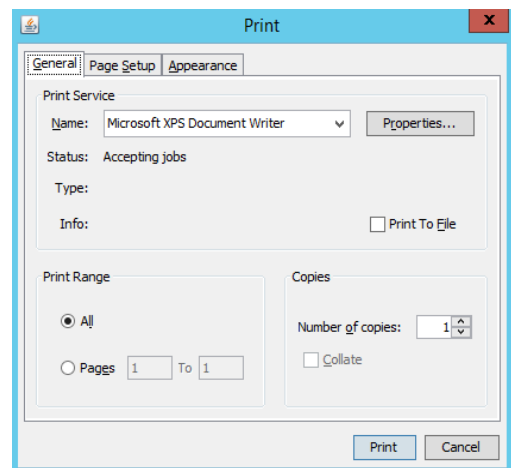 Print
General Page Setup Appearance
Print Service
Name: Microsoft XPS Document Writer Properties...
Status: Accepting jobs
Type:
Info: Print To File
Print Range Copies
All Number of copies: 1
Pages 1 To 1 Collate
Print Cancel